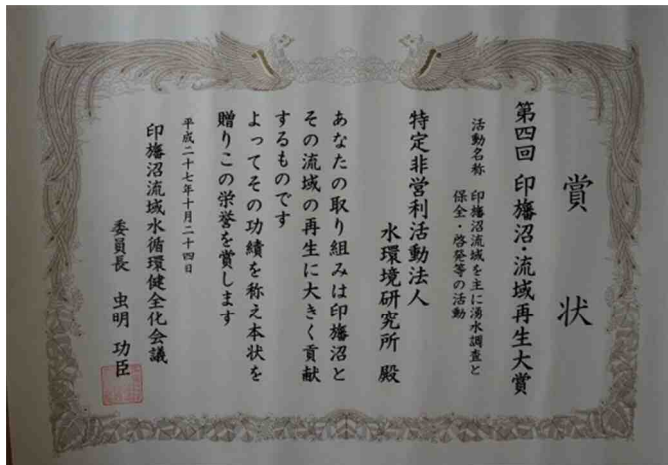 賞状
第四回 印旛沼・流域再生大賞
活動名称 印旛沼流域を主に湧水調査と
保全・啓発等の活動
特定非営利活動法人
水環境研究所 殿
あなたの取り組みは印旛沼と
その流域の再生に大きく貢献
するものです
よってその功績を称え本状を
贈りこの栄誉を賞します
平成二十七年十月二十四日
印旛沼流域水循環健全化会議
委員長 虫明 功臣